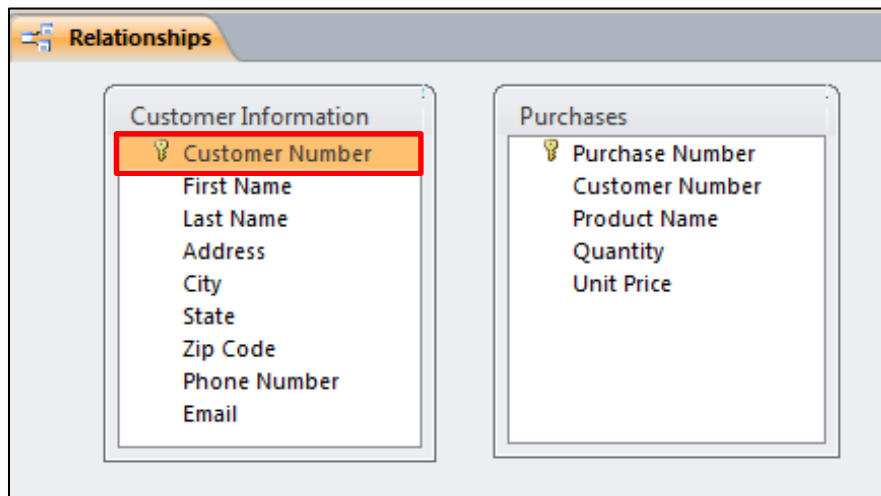 Relationships
Customer Information
Customer Number
First Name
Last Name
Address
City
State
Zip Code
Phone Number
Email
Purchases
Purchase Number
Customer Number
Product Name
Quantity
Unit Price